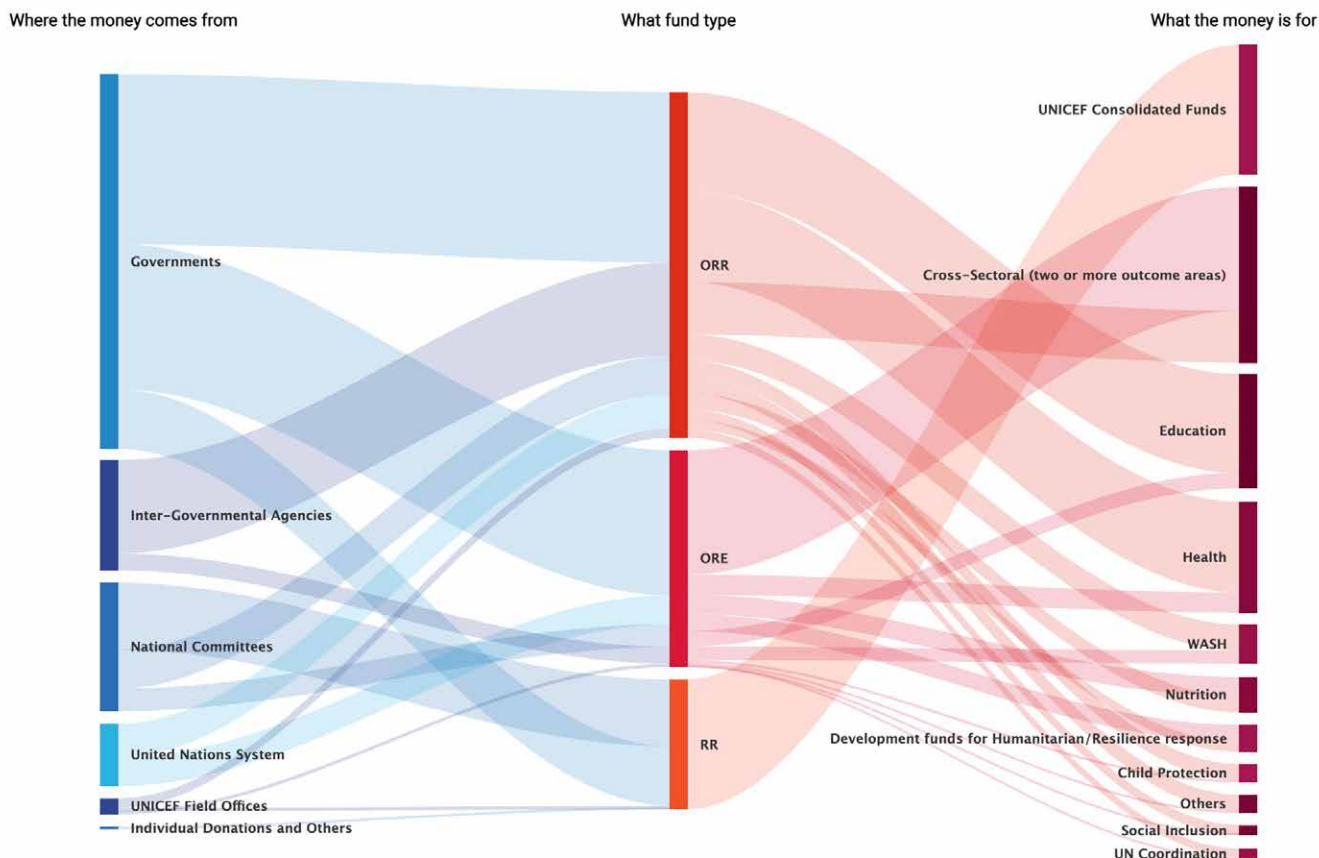 Where the money comes from
What fund type
What the money is for
Governments
Inter-Governmental Agencies
National Committees
United Nations System
UNICEF Field Offices
Individual Donations and Others
ORR
ORE
RR
UNICEF Consolidated Funds
Cross-Sectoral (two or more outcome areas)
Education
Health
WASH
Nutrition
Development funds for Humanitarian/Resilience response
Child Protection
Others
Social Inclusion
UN Coordination